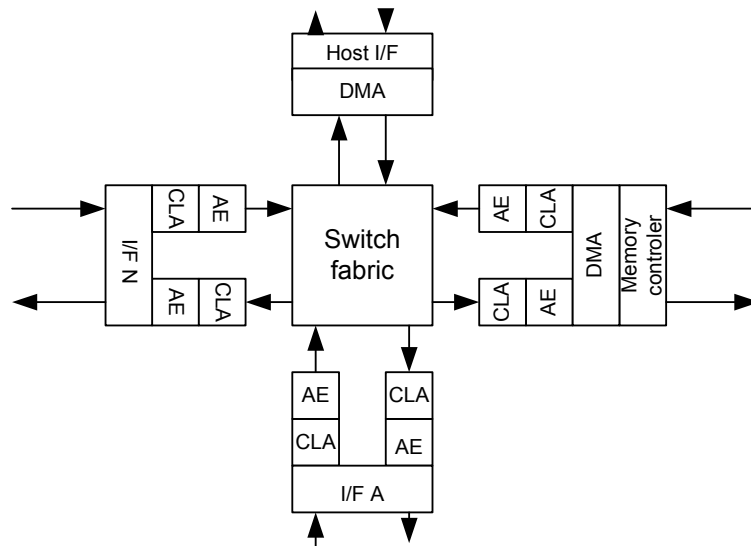 Host I/F
DMA
I/F N
CLA
AE
AE
CLA
Switch
fabric
AE
CLA
CLA
AE
DMA
Memory
controler
AE
CLA
CLA
AE
I/F A